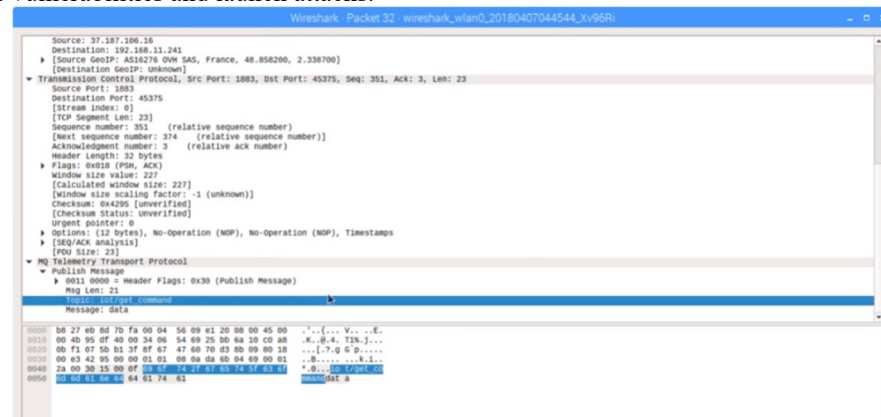 vulnerabilities and launch attacks.
Wireshark · Packet 32 · wireshark_wlan0_20180407044544_Xv96Ri
Source: 37.187.106.16
Destination: 192.168.11.241
[Source GeoIP: AS16276 OVH SAS, France, 48.858200, 2.338700]
[Destination GeoIP: Unknown]
Transmission Control Protocol, Src Port: 1883, Dst Port: 45375, Seq: 351, Ack: 3, Len: 23
Source Port: 1883
Destination Port: 45375
[Stream index: 0]
[TCP Segment Len: 23]
Sequence number: 351 (relative sequence number)
[Next sequence number: 374 (relative sequence number)]
Acknowledgment number: 3 (relative ack number)
Header Length: 32 bytes
Flags: 0x018 (PSH, ACK)
Window size value: 227
[Calculated window size: 227]
[Window size scaling factor: -1 (unknown)]
Checksum: 0x4295 [unverified]
[Checksum Status: Unverified]
Urgent pointer: 0
Options: (12 bytes), No-Operation (NOP), No-Operation (NOP), Timestamps
[SEQ/ACK analysis]
[PDU Size: 23]
MQ Telemetry Transport Protocol
Publish Message
0011 0000 = Header Flags: 0x30 (Publish Message)
Msg Len: 21
Topic: iot/get_command
Message: data
0000 b8 27 eb 8d 7b fa 00 04 56 09 e1 20 08 00 45 00 .'..{... V.. ..E.
0010 00 4b 95 df 40 00 34 06 54 69 25 bb 6a 10 c0 a8 .K..@.4. Ti%.j...
0020 0b f1 07 5b b1 3f 8f 67 47 60 70 d3 8b 09 80 18 ...[.?.g G`p.....
0030 00 e3 42 95 00 00 01 01 08 0a da 6b 04 69 00 01 ..B..... ...k.i..
0040 2a 00 30 15 00 0f 69 6f 74 2f 67 65 74 5f 63 6f *.0...io t/get_co
0050 6d 6d 61 6e 64 64 61 74 61 mmanddat a